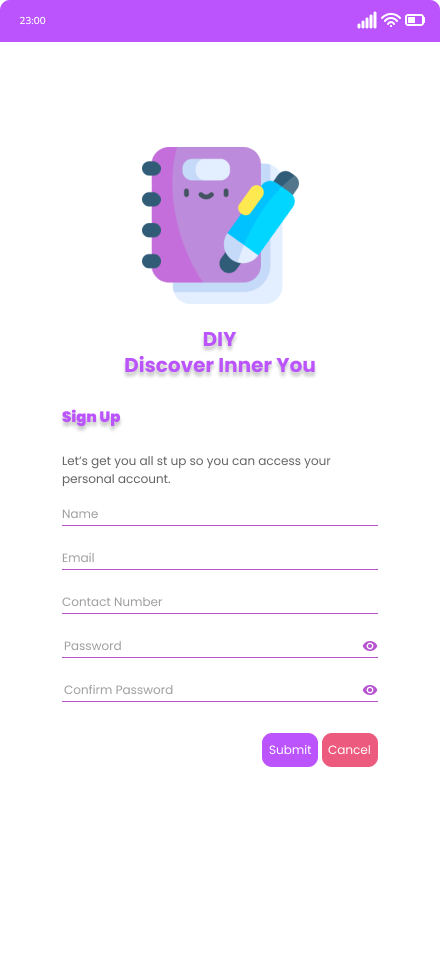 23:00
DIY
Discover Inner You
Sign Up
Let’s get you all st up so you can access your
personal account.
Name
Email
Contact Number
Password
Confirm Password
Submit Cancel